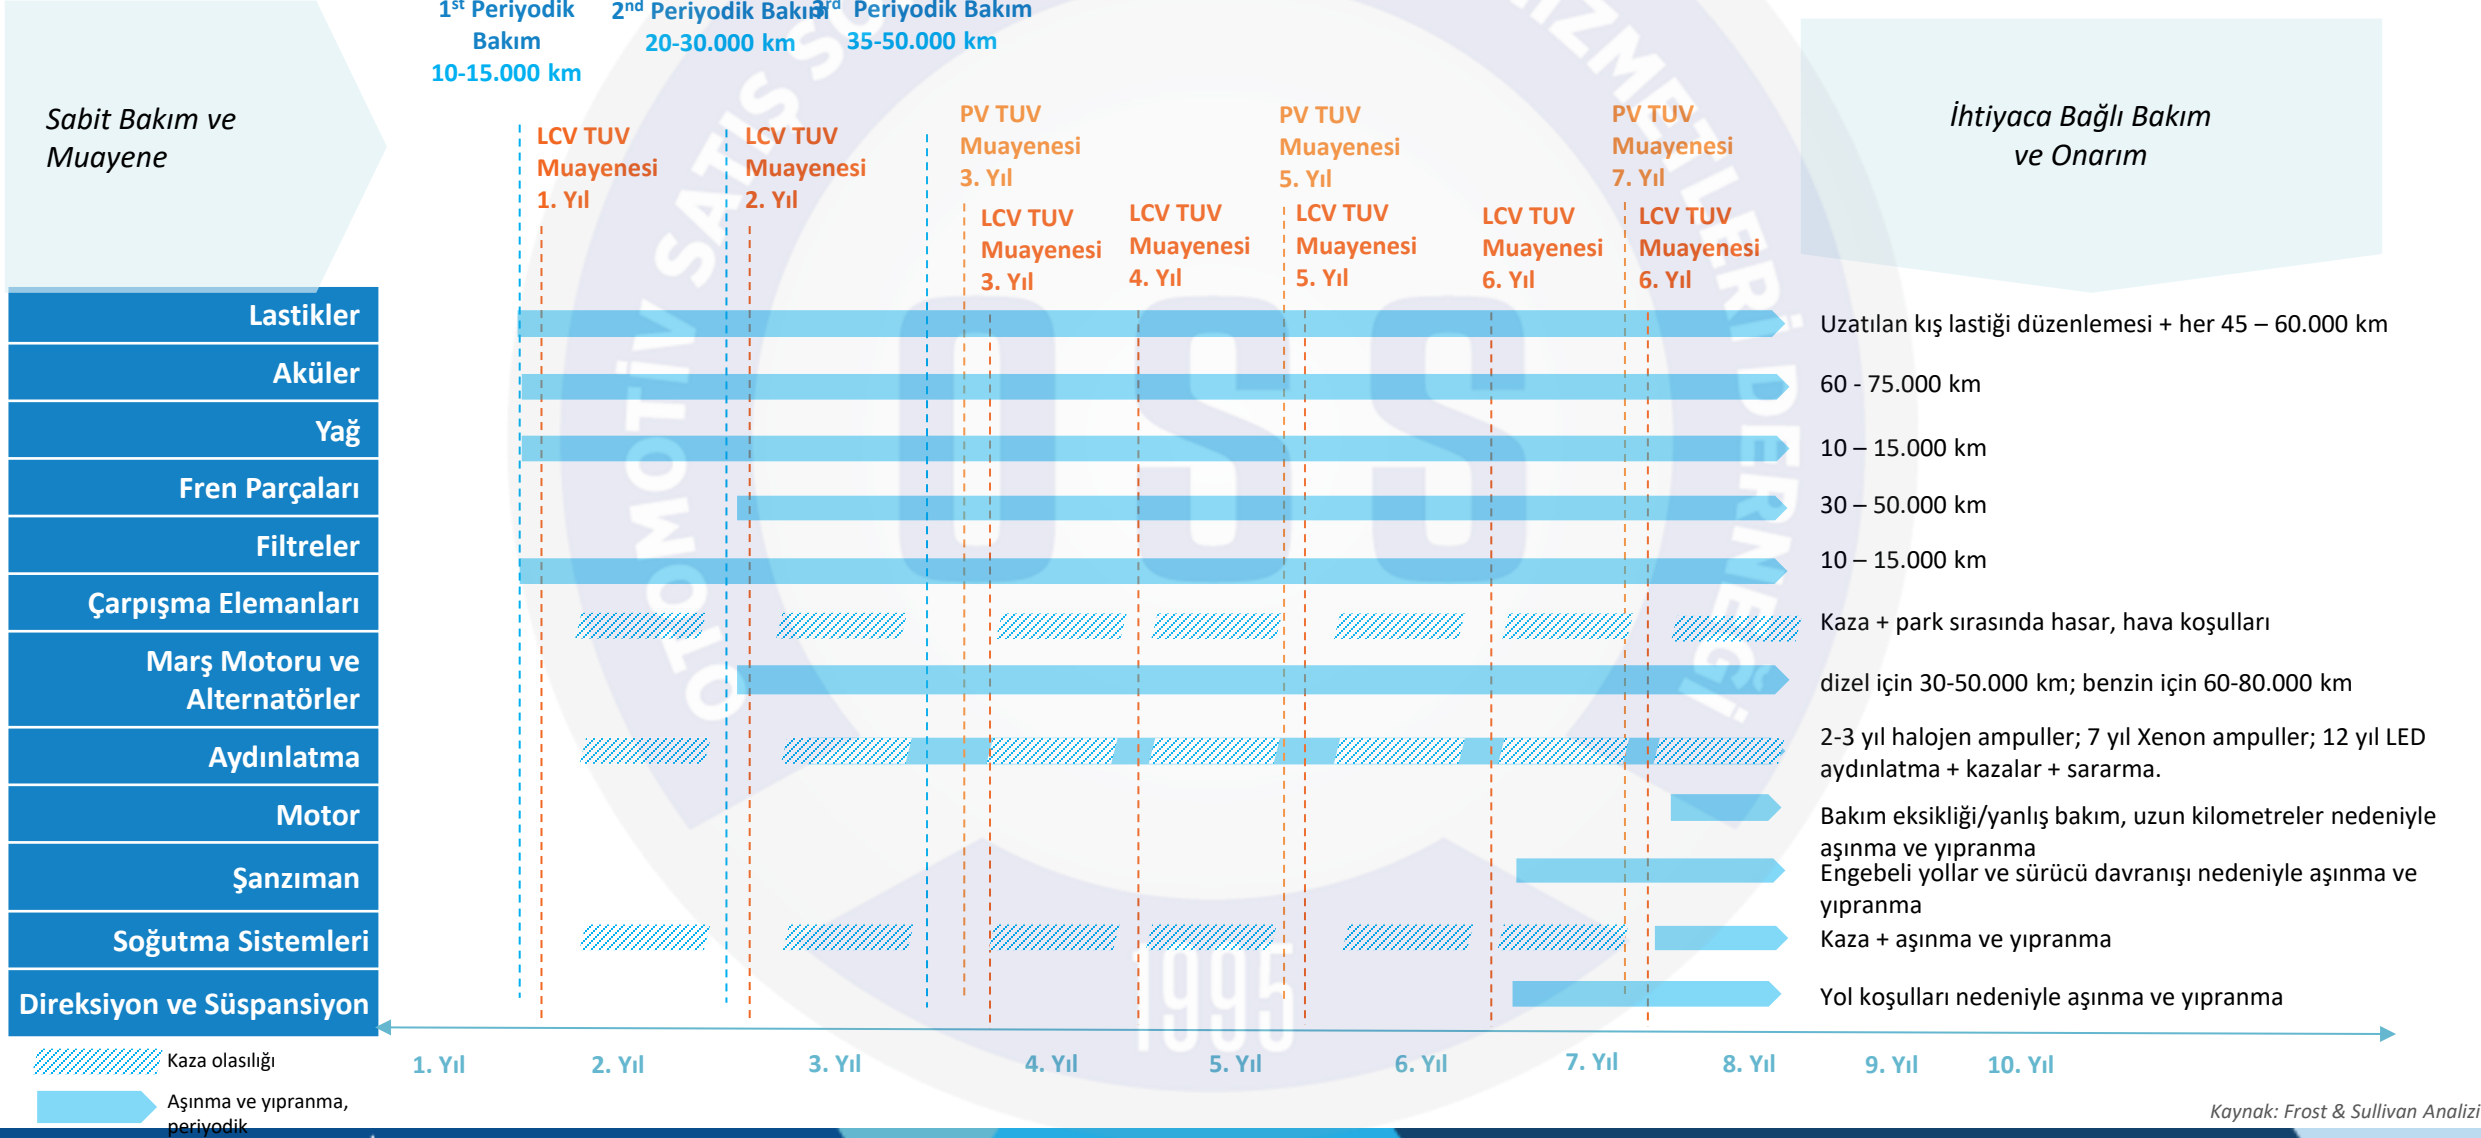 1st Periyodik
Bakım
10-15.000 km
2nd Periyodik Bakım
20-30.000 km
3rd Periyodik Bakım
35-50.000 km
Sabit Bakım ve
Muayene
LCV TUV
Muayenesi
1. Yıl
LCV TUV
Muayenesi
2. Yıl
PV TUV
Muayenesi
3. Yıl
LCV TUV
Muayenesi
3. Yıl
LCV TUV
Muayenesi
4. Yıl
PV TUV
Muayenesi
5. Yıl
LCV TUV
Muayenesi
5. Yıl
LCV TUV
Muayenesi
6. Yıl
PV TUV
Muayenesi
7. Yıl
LCV TUV
Muayenesi
6. Yıl
İhtiyaca Bağlı Bakım
ve Onarım
Lastikler
Uzatılan kış lastiği düzenlemesi + her 45 – 60.000 km
Aküler
60 - 75.000 km
Yağ
10 – 15.000 km
Fren Parçaları
30 – 50.000 km
Filtreler
10 – 15.000 km
Çarpışma Elemanları
Kaza + park sırasında hasar, hava koşulları
Marş Motoru ve
Alternatörler
dizel için 30-50.000 km; benzin için 60-80.000 km
Aydınlatma
2-3 yıl halojen ampuller; 7 yıl Xenon ampuller; 12 yıl LED
aydınlatma + kazalar + sararma.
Motor
Bakım eksikliği/yanlış bakım, uzun kilometreler nedeniyle
aşınma ve yıpranma
Şanzıman
Engebeli yollar ve sürücü davranışı nedeniyle aşınma ve
yıpranma
Soğutma Sistemleri
Kaza + aşınma ve yıpranma
Direksiyon ve Süspansiyon
Yol koşulları nedeniyle aşınma ve yıpranma
1. Yıl
2. Yıl
3. Yıl
4. Yıl
5. Yıl
6. Yıl
7. Yıl
8. Yıl
9. Yıl
10. Yıl
Kaza olasılığı
Aşınma ve yıpranma,
periyodik
Kaynak: Frost & Sullivan Analizi
OSS
1995